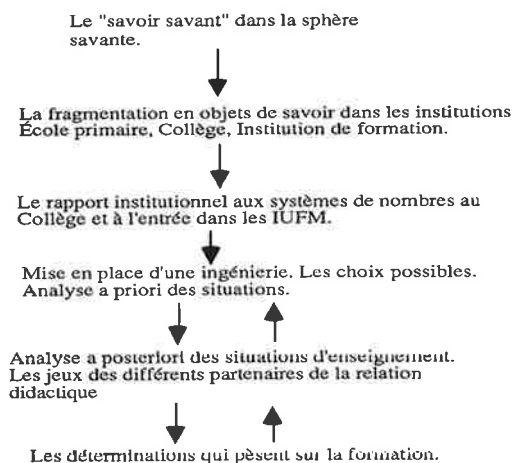 Le "savoir savant" dans la sphère
savante.
La fragmentation en objets de savoir dans les institutions
École primaire, Collège, Institution de formation.
Le rapport institutionnel aux systèmes de nombres au
Collège et à l'entrée dans les IUFM.
Mise en place d'une ingénierie. Les choix possibles.
Analyse a priori des situations.
Analyse a posteriori des situations d'enseignement.
Les jeux des différents partenaires de la relation
didactique
Les déterminations qui pèsent sur la formation.